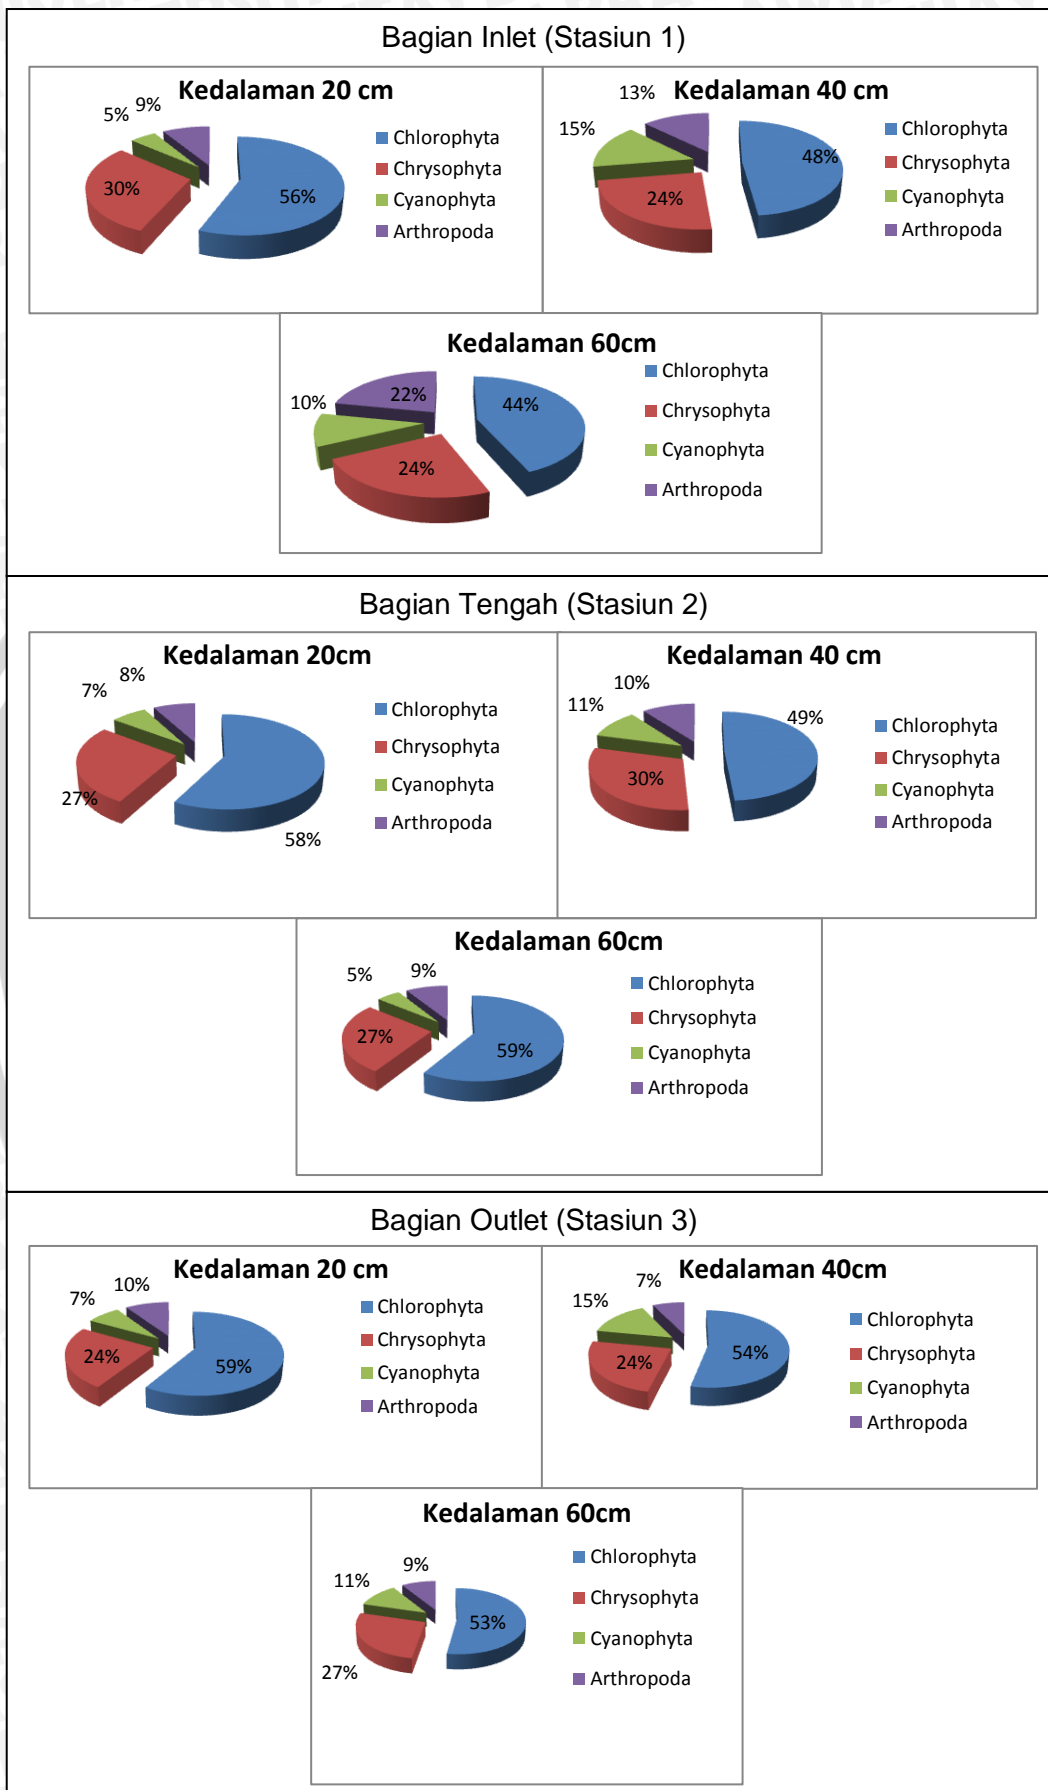 Bagian Inlet (Stasiun 1)
Kedalaman 20 cm
5%
9%
30%
56%
Chlorophyta
Chrysophyta
Cyanophyta
Arthropoda
Kedalaman 40 cm
13%
15%
48%
24%
Chlorophyta
Chrysophyta
Cyanophyta
Arthropoda
Kedalaman 60cm
10%
22%
44%
24%
Chlorophyta
Chrysophyta
Cyanophyta
Arthropoda
Bagian Tengah (Stasiun 2)
Kedalaman 20cm
7%
8%
27%
58%
Chlorophyta
Chrysophyta
Cyanophyta
Arthropoda
Kedalaman 40 cm
11%
10%
49%
30%
Chlorophyta
Chrysophyta
Cyanophyta
Arthropoda
Kedalaman 60cm
5%
9%
27%
59%
Chlorophyta
Chrysophyta
Cyanophyta
Arthropoda
Bagian Outlet (Stasiun 3)
Kedalaman 20 cm
7%
10%
24%
59%
Chlorophyta
Chrysophyta
Cyanophyta
Arthropoda
Kedalaman 40cm
15%
7%
24%
54%
Chlorophyta
Chrysophyta
Cyanophyta
Arthropoda
Kedalaman 60cm
11%
9%
53%
27%
Chlorophyta
Chrysophyta
Cyanophyta
Arthropoda